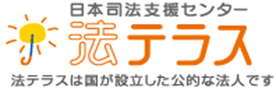 日本司法支援センター
法テラス
法テラスは国が設立した公的な法人です